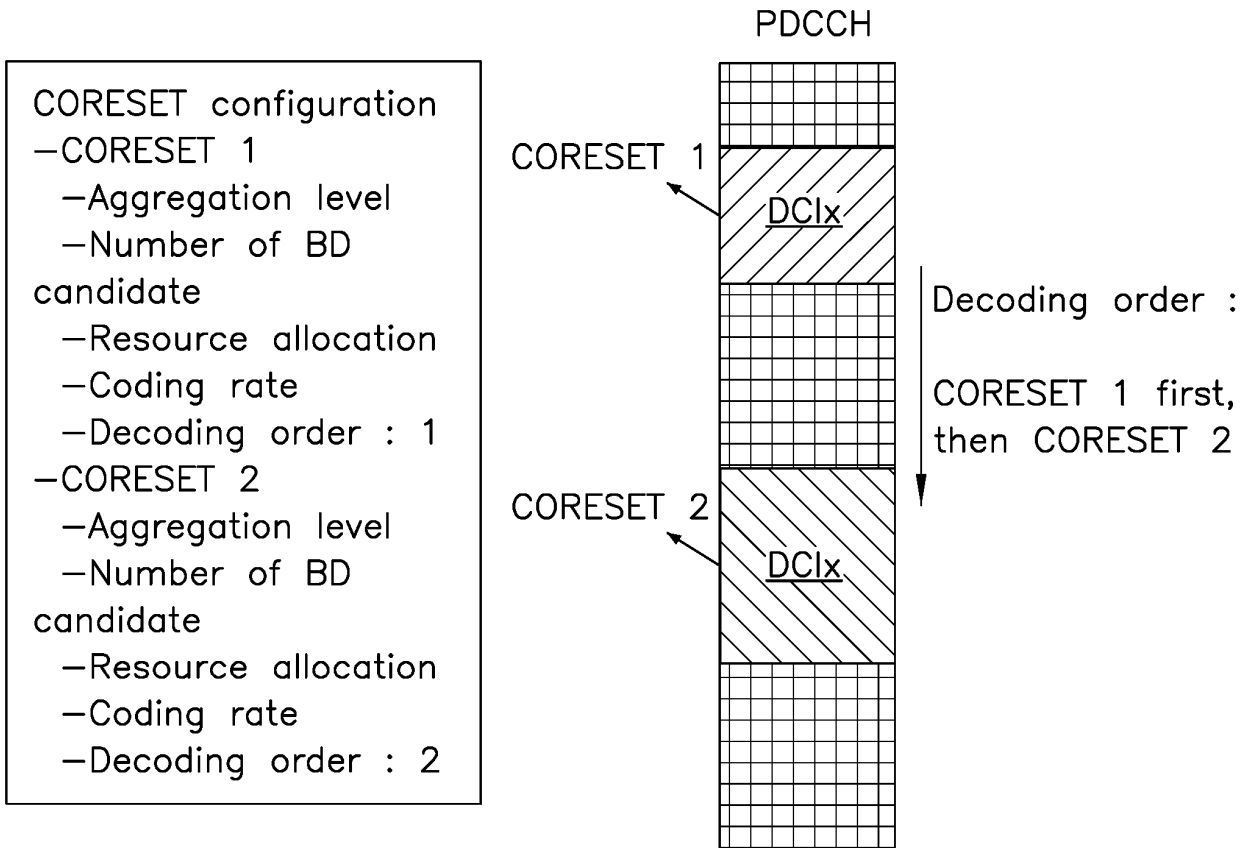 PDCCH
CORESET configuration
-CORESET 1
-Aggregation level
-Number of BD
candidate
-Resource allocation
-Coding rate
-Decoding order : 1
-CORESET 2
-Aggregation level
-Number of BD
candidate
-Resource allocation
-Coding rate
-Decoding order : 2
CORESET 1
DCIx
CORESET 2
DCIx
Decoding order :
CORESET 1 first,
then CORESET 2